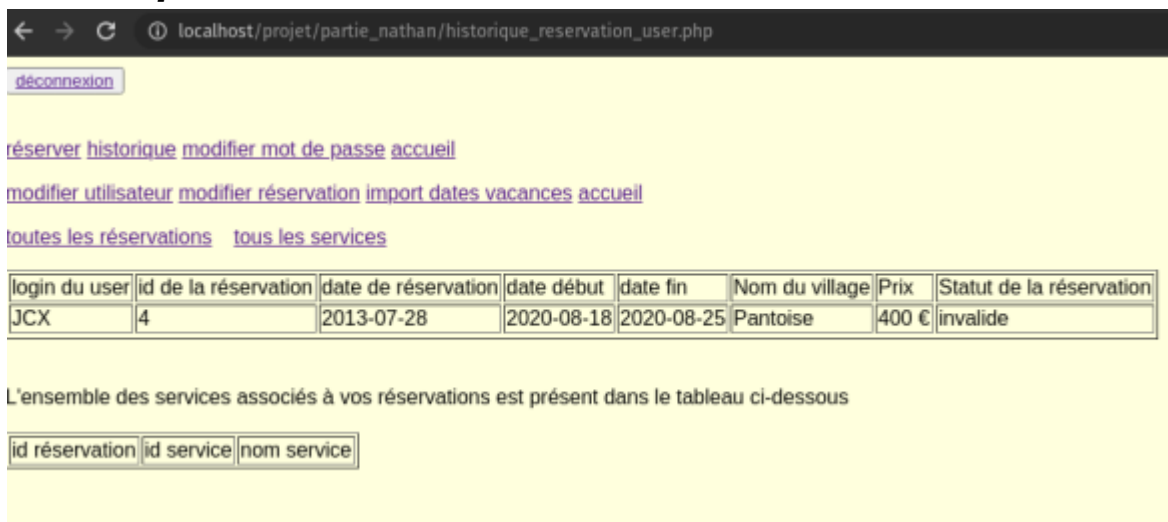 localhost/projet/partie_nathan/historique_reservation_user.php
déconnexion
réserver historique modifier mot de passe accueil
modifier utilisateur modifier réservation import dates vacances accueil
toutes les réservations tous les services
login du user id de la réservation date de réservation date début date fin Nom du village Prix Statut de la réservation
JCX 4 2013-07-28 2020-08-18 2020-08-25 Pantoise 400 € invalide
L'ensemble des services associés à vos réservations est présent dans le tableau ci-dessous
id réservation id service nom service